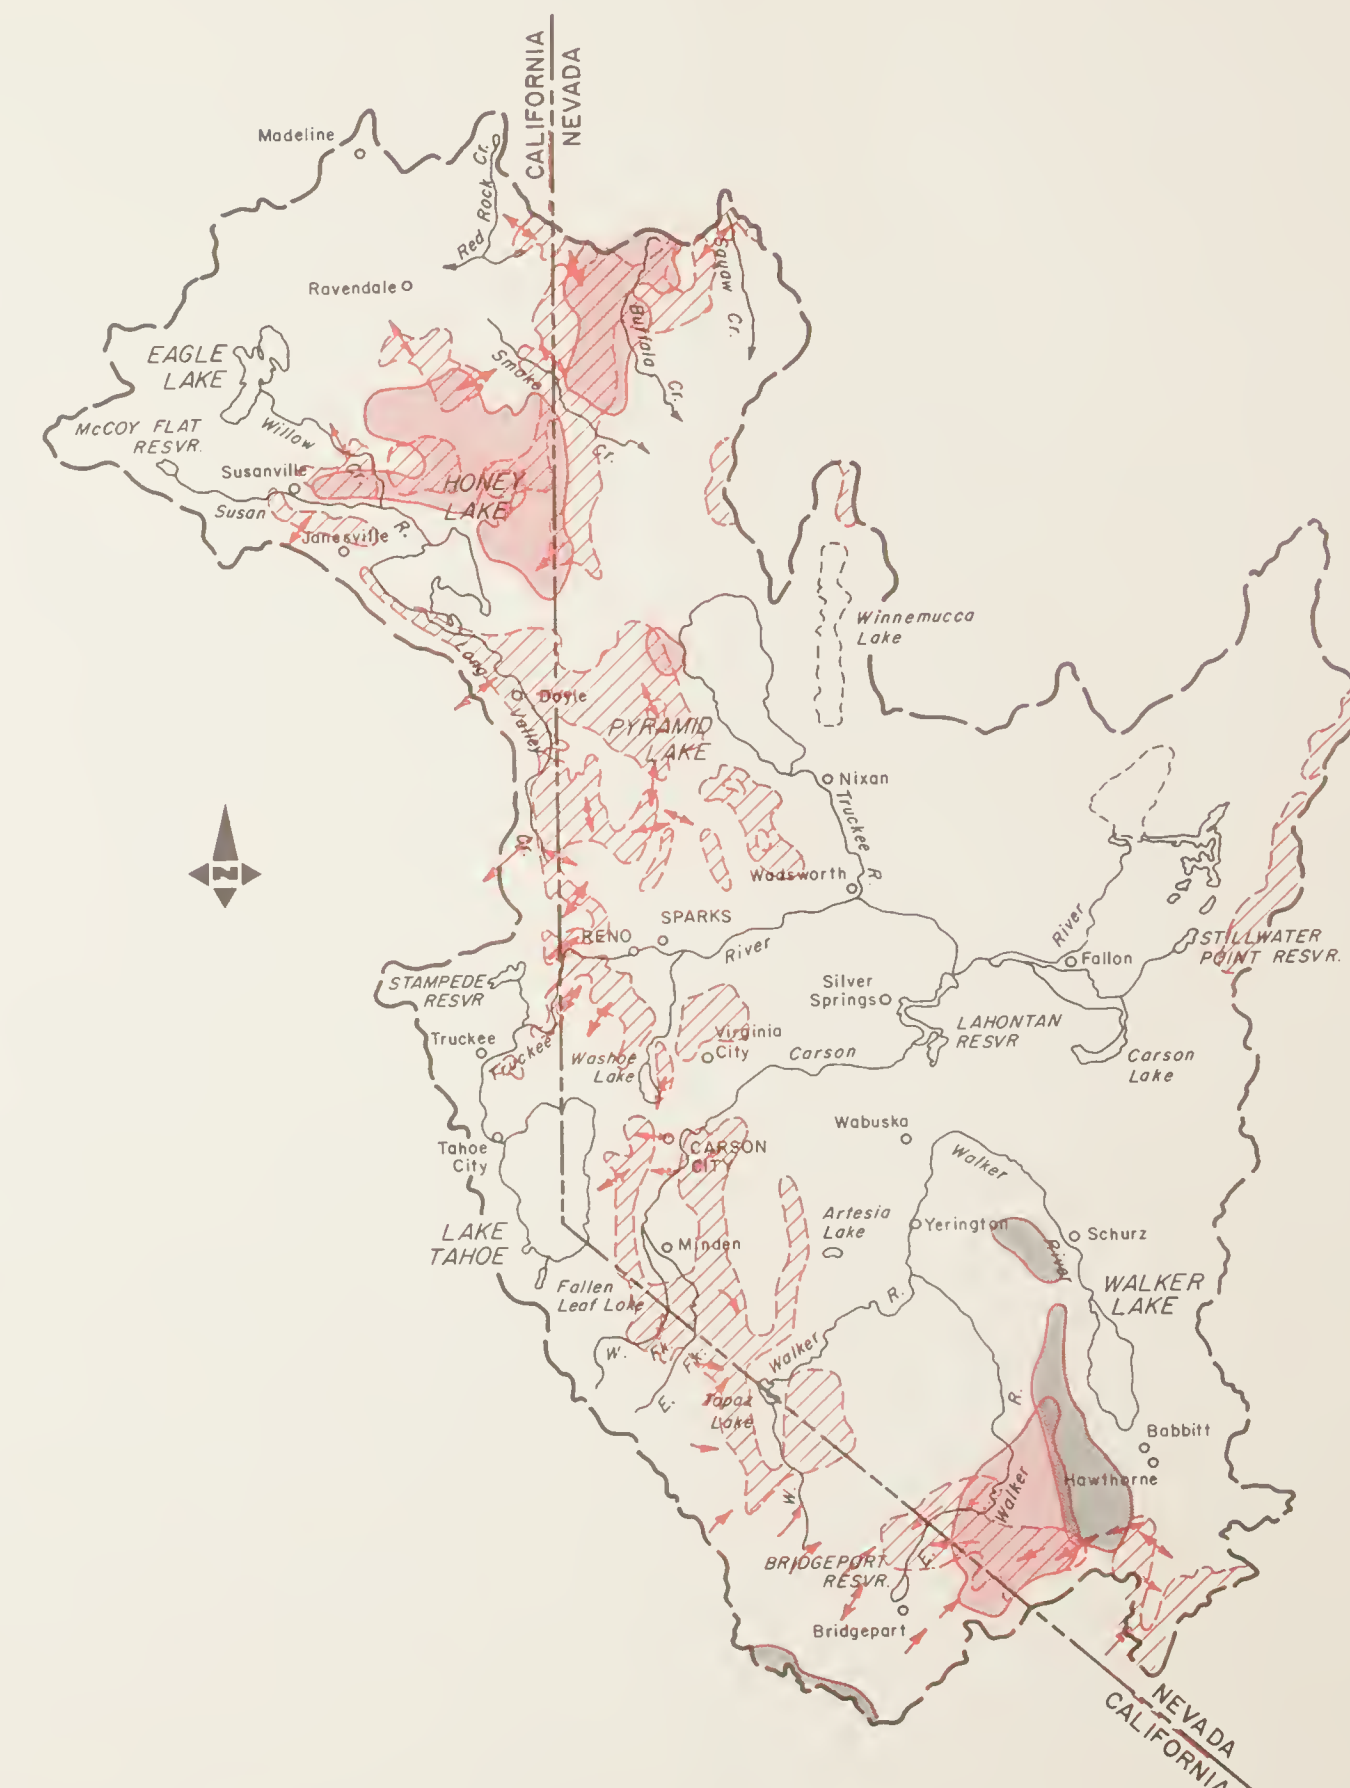 CALIFORNIA
NEVADA
Madeline
Red Rock Cr.
Squaw Cr.
Ravendale
Buffalo Cr.
EAGLE
LAKE
Smoke Cr.
McCOY FLAT
RESVR.
Willow Cr.
Susanville
HONEY
LAKE
Susan R.
Janesville
Winnemucca
Lake
Long Valley Cr.
Doyle
PYRAMID
LAKE
Nixan
Truckee R.
Wadsworth
N
SPARKS
RENO
River
River
STILLWATER
POINT RESVR.
Fallon
STAMPEDE
RESVR
Silver
Springs
LAHONTAN
RESVR
Truckee
Truckee
Washoe
Lake
Virginia
City
Carson
Carson
Lake
Wabuska
Tahoe
City
CARSON
CITY
Walker
Artesia
Lake
Yerington
River
Schurz
LAKE
TAHOE
Minden
WALKER
LAKE
Fallen
Leaf Lake
R.
W. Fk.
E. Fk.
Walker
Topaz
Lake
R.
Babbitt
Hawthorne
W.
Walker
E.
BRIDGEPORT
RESVR.
Bridgepart
NEVADA
CALIFORNIA